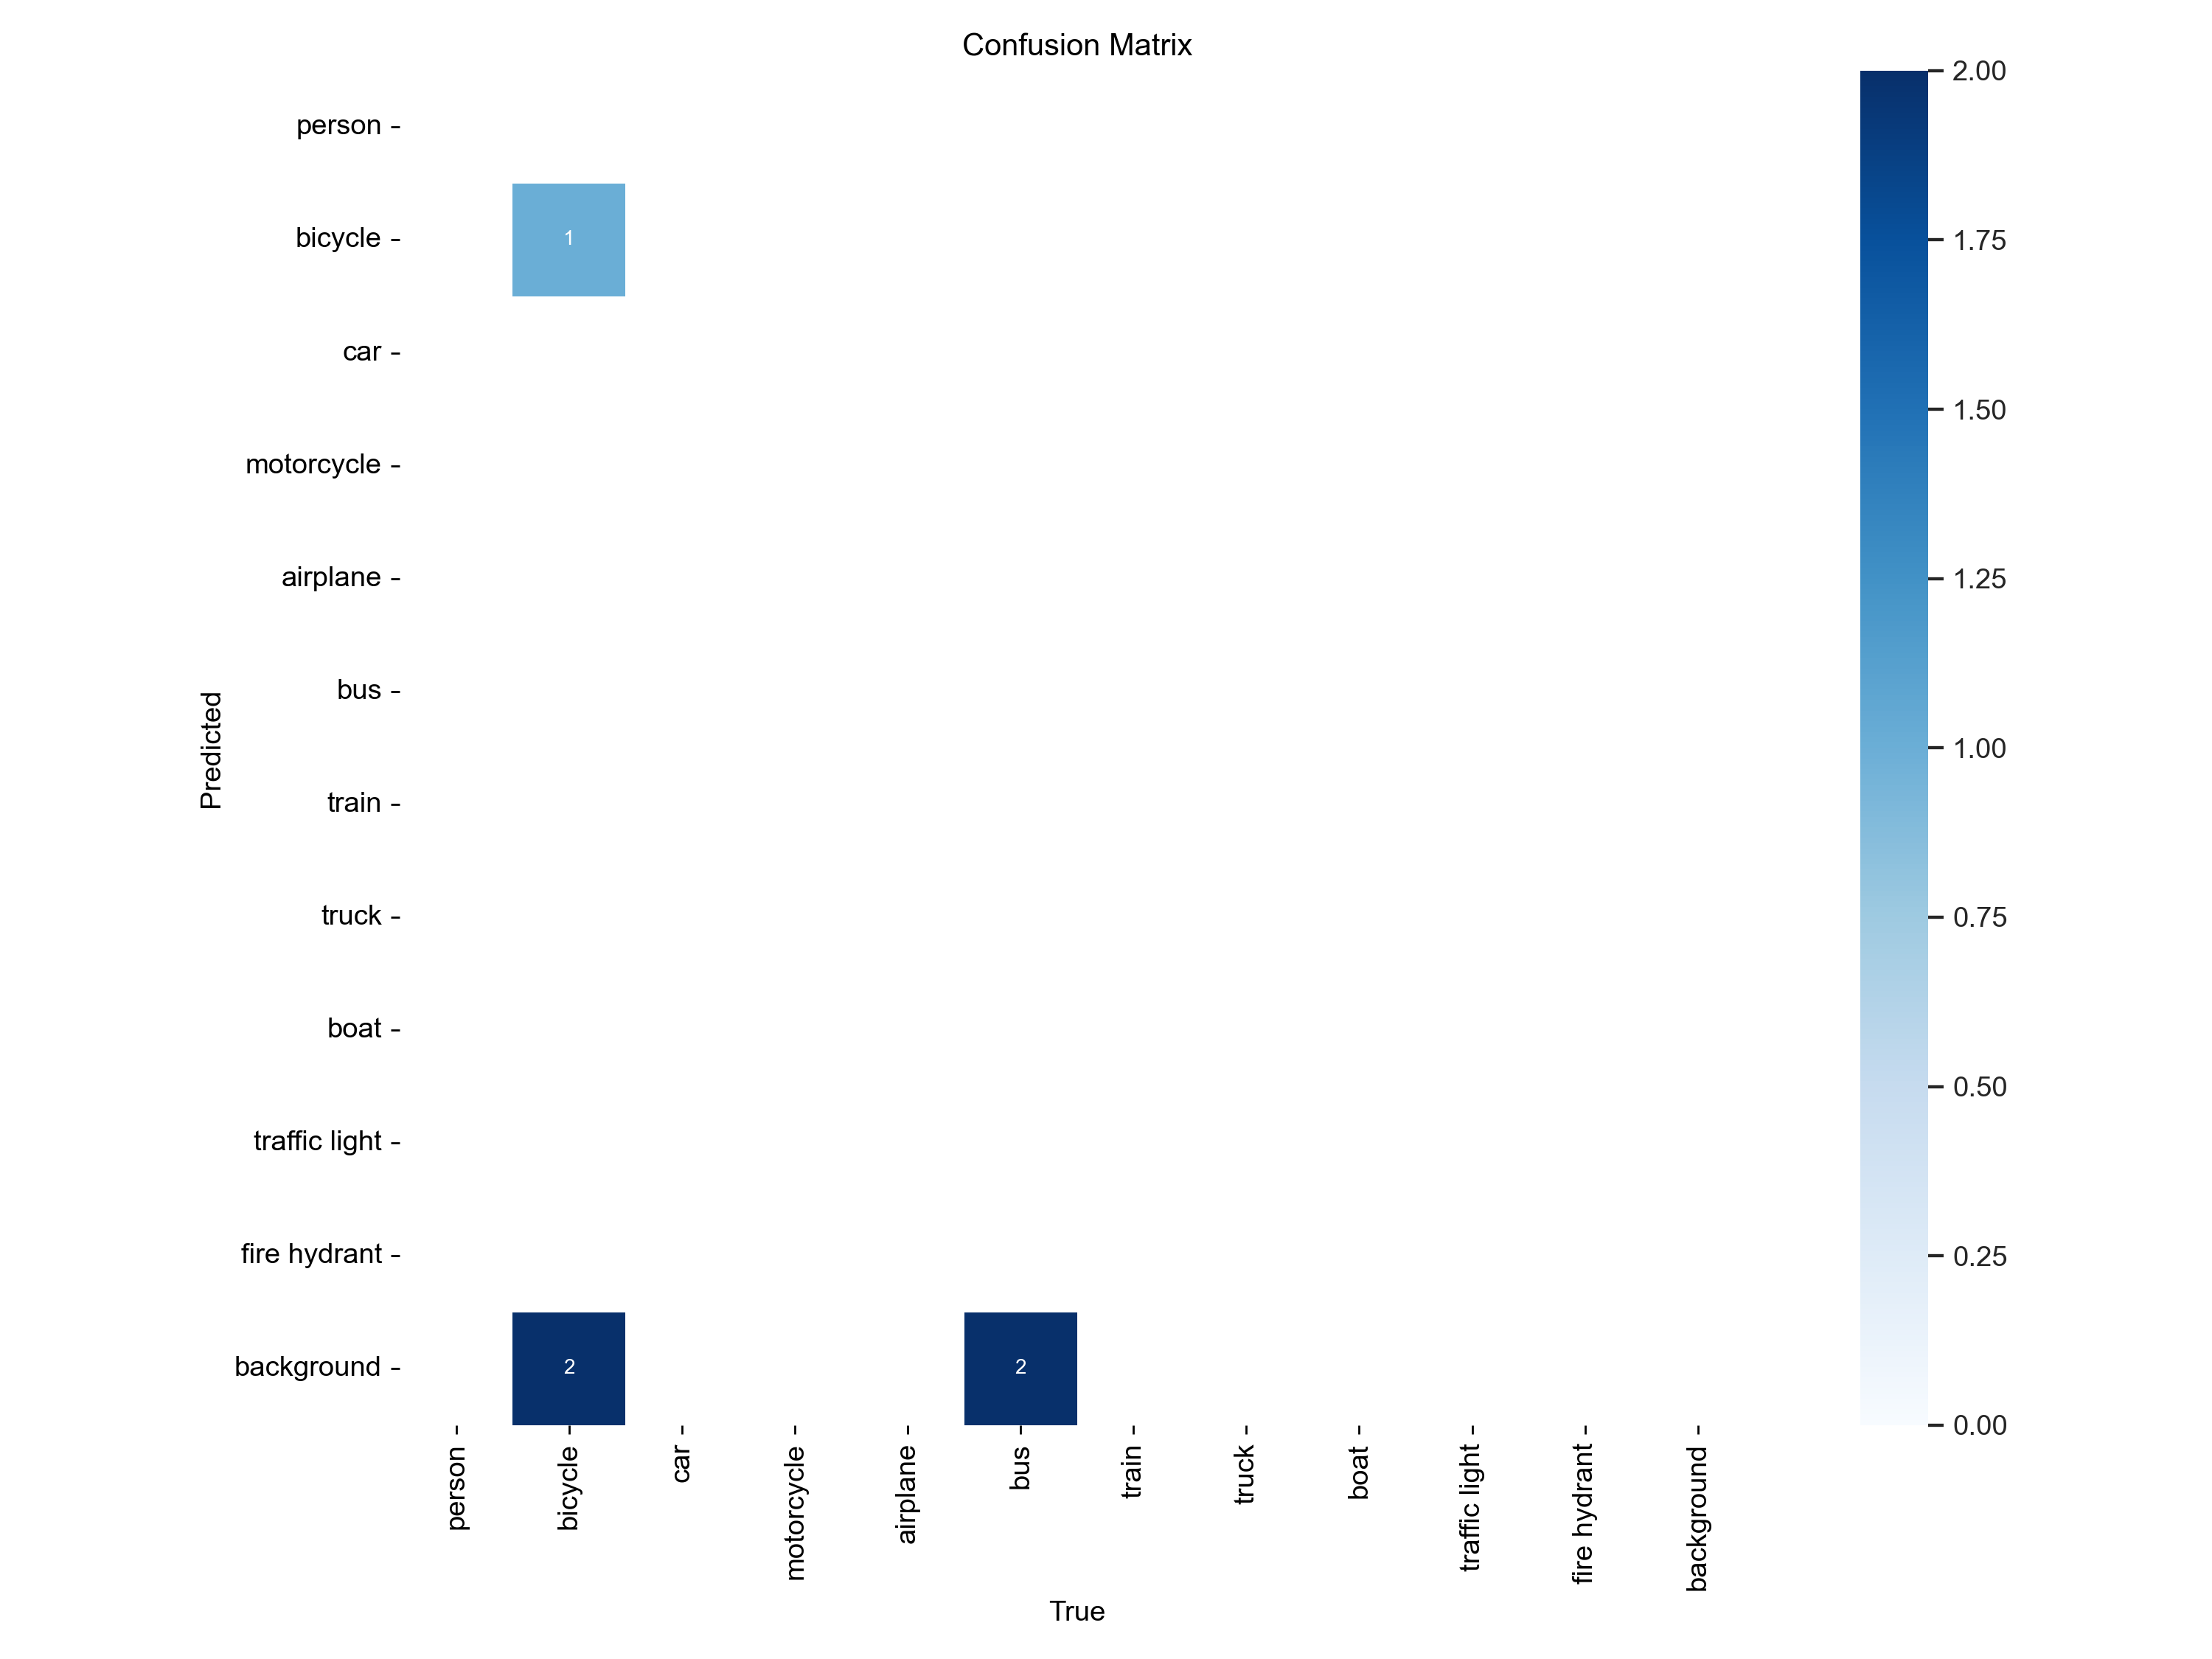 Confusion Matrix
person
bicycle
car
motorcycle
airplane
bus
train
truck
boat
traffic light
fire hydrant
background
Predicted
1
2
2
person
bicycle
car
motorcycle
airplane
bus
train
truck
boat
traffic light
fire hydrant
background
True
2.00
1.75
1.50
1.25
1.00
0.75
0.50
0.25
0.00